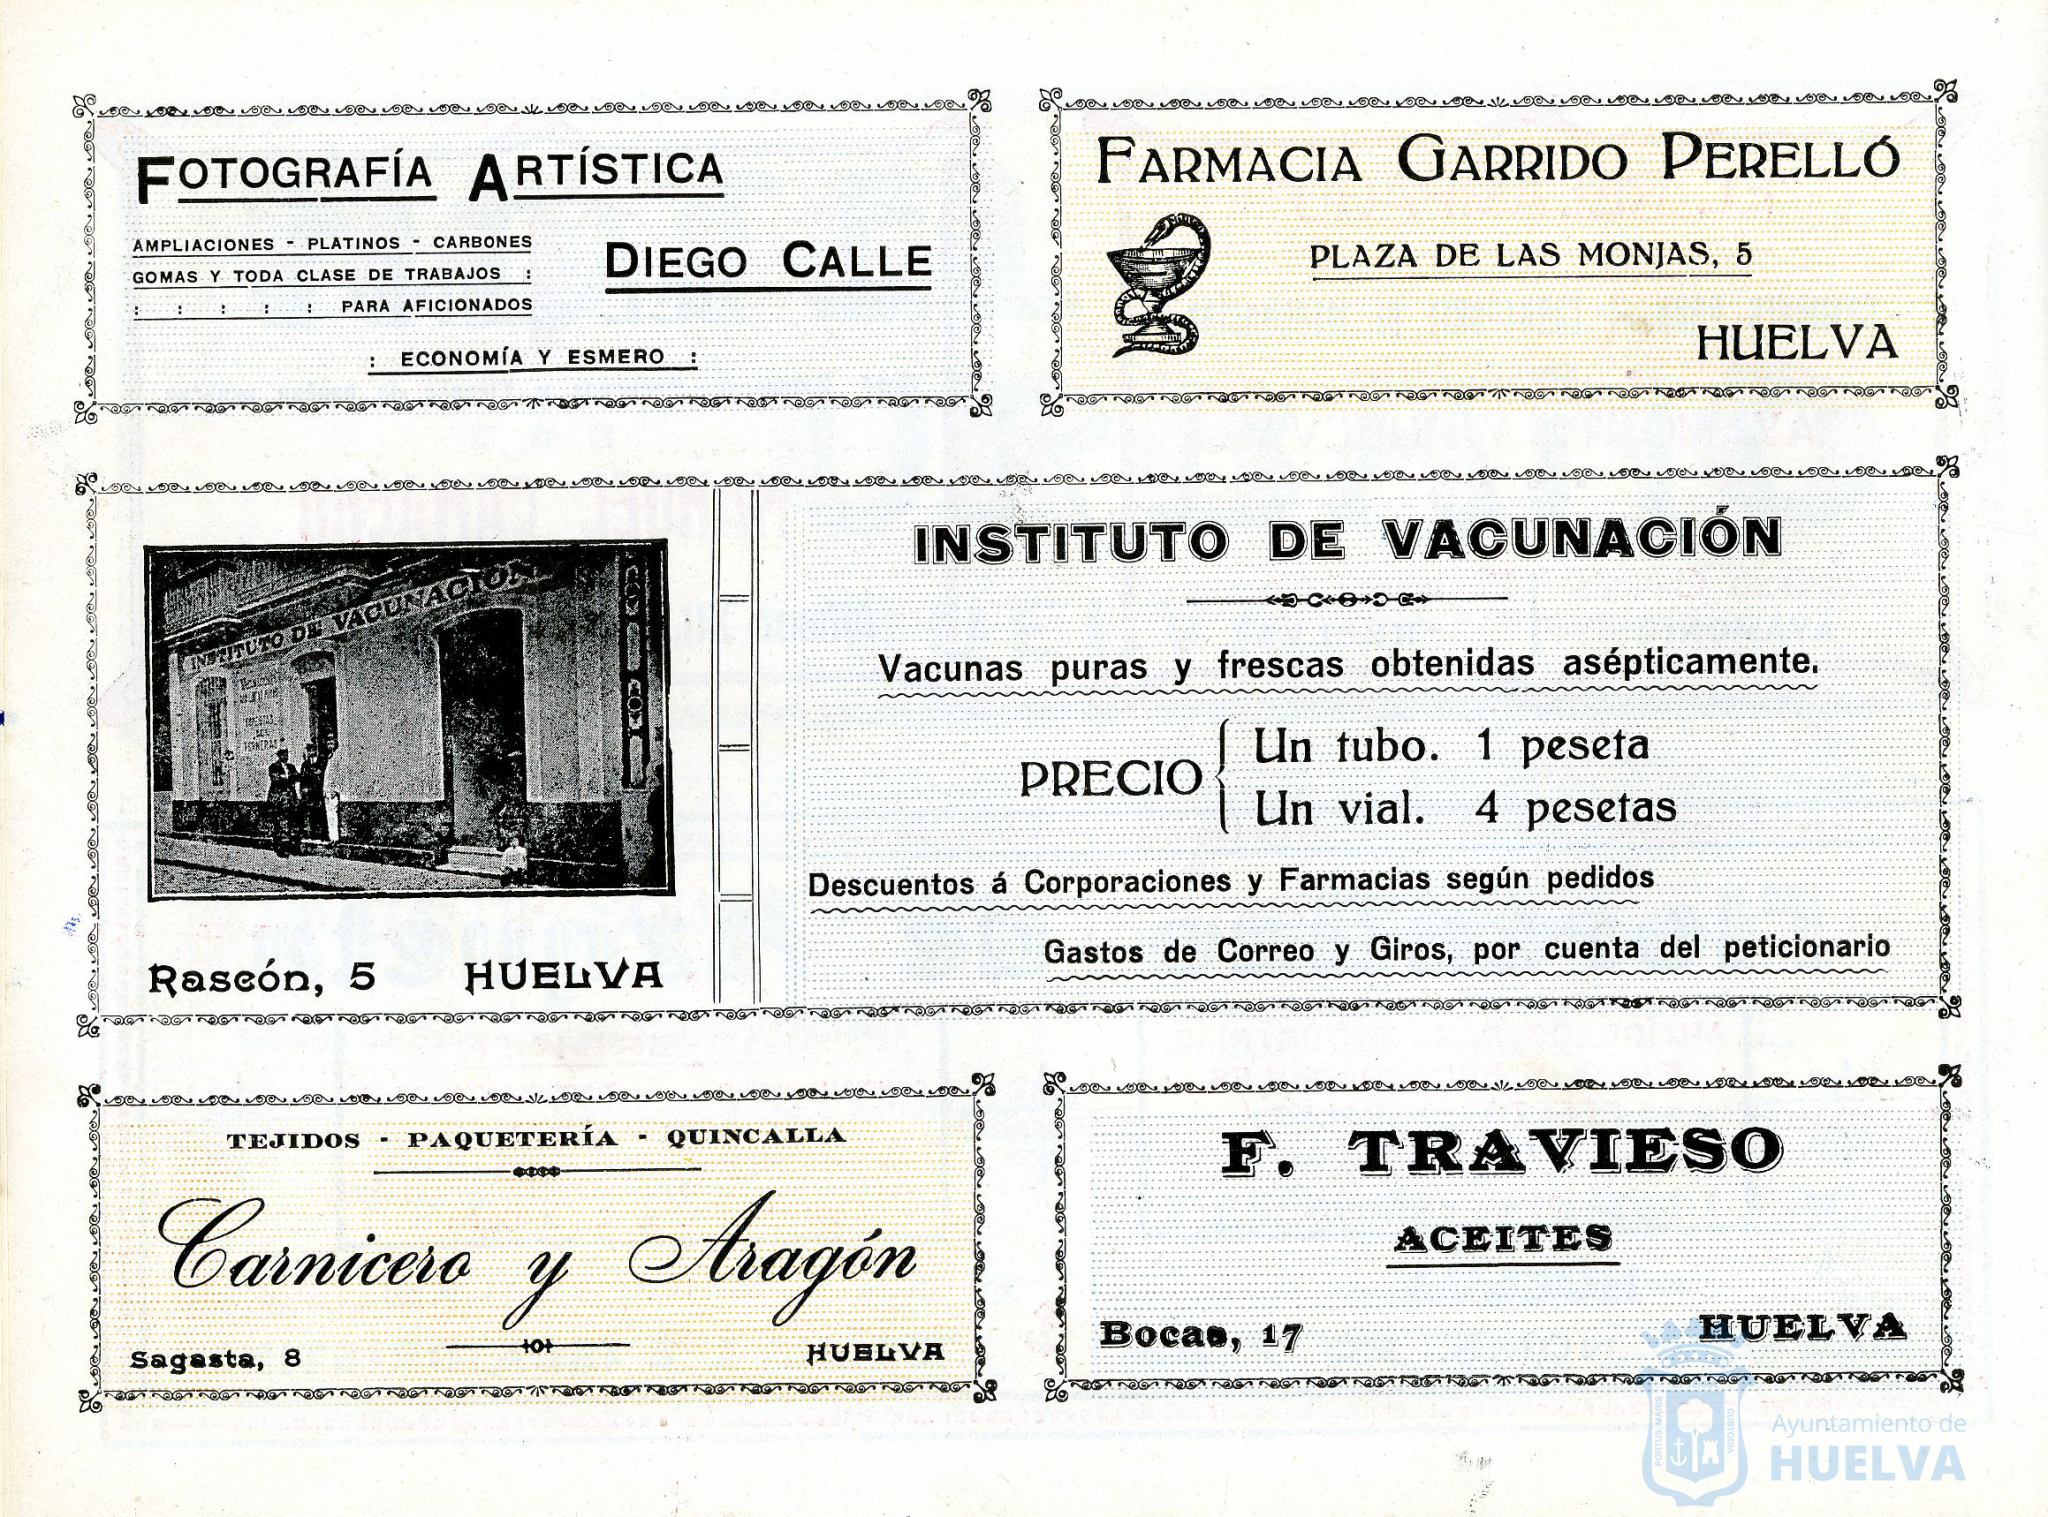 FOTOGRAFÍA ARTÍSTICA
AMPLIACIONES - PLATINOS - CARBONES
GOMAS Y TODA CLASE DE TRABAJOS :
: : : : : PARA AFICIONADOS
DIEGO CALLE
: ECONOMÍA Y ESMERO :
FARMACIA GARRIDO PERELLÓ
PLAZA DE LAS MONJAS, 5
HUELVA
INSTITUTO DE VACUNACIÓN
Rascón, 5 HUELVA
INSTITUTO DE VACUNACIÓN
Vacunas puras y frescas obtenidas asépticamente.
PRECIO
Un tubo. 1 peseta
Un vial. 4 pesetas
Descuentos á Corporaciones y Farmacias según pedidos
Gastos de Correo y Giros, por cuenta del peticionario
TEJIDOS - PAQUETERÍA - QUINCALLA
Carnicero y Aragón
Sagasta, 8 HUELVA
F. TRAVIESO
ACEITES
Bocas, 17 HUELVA
PORTUS MARIS
CUSTODIA
Ayuntamiento de
HUELVA